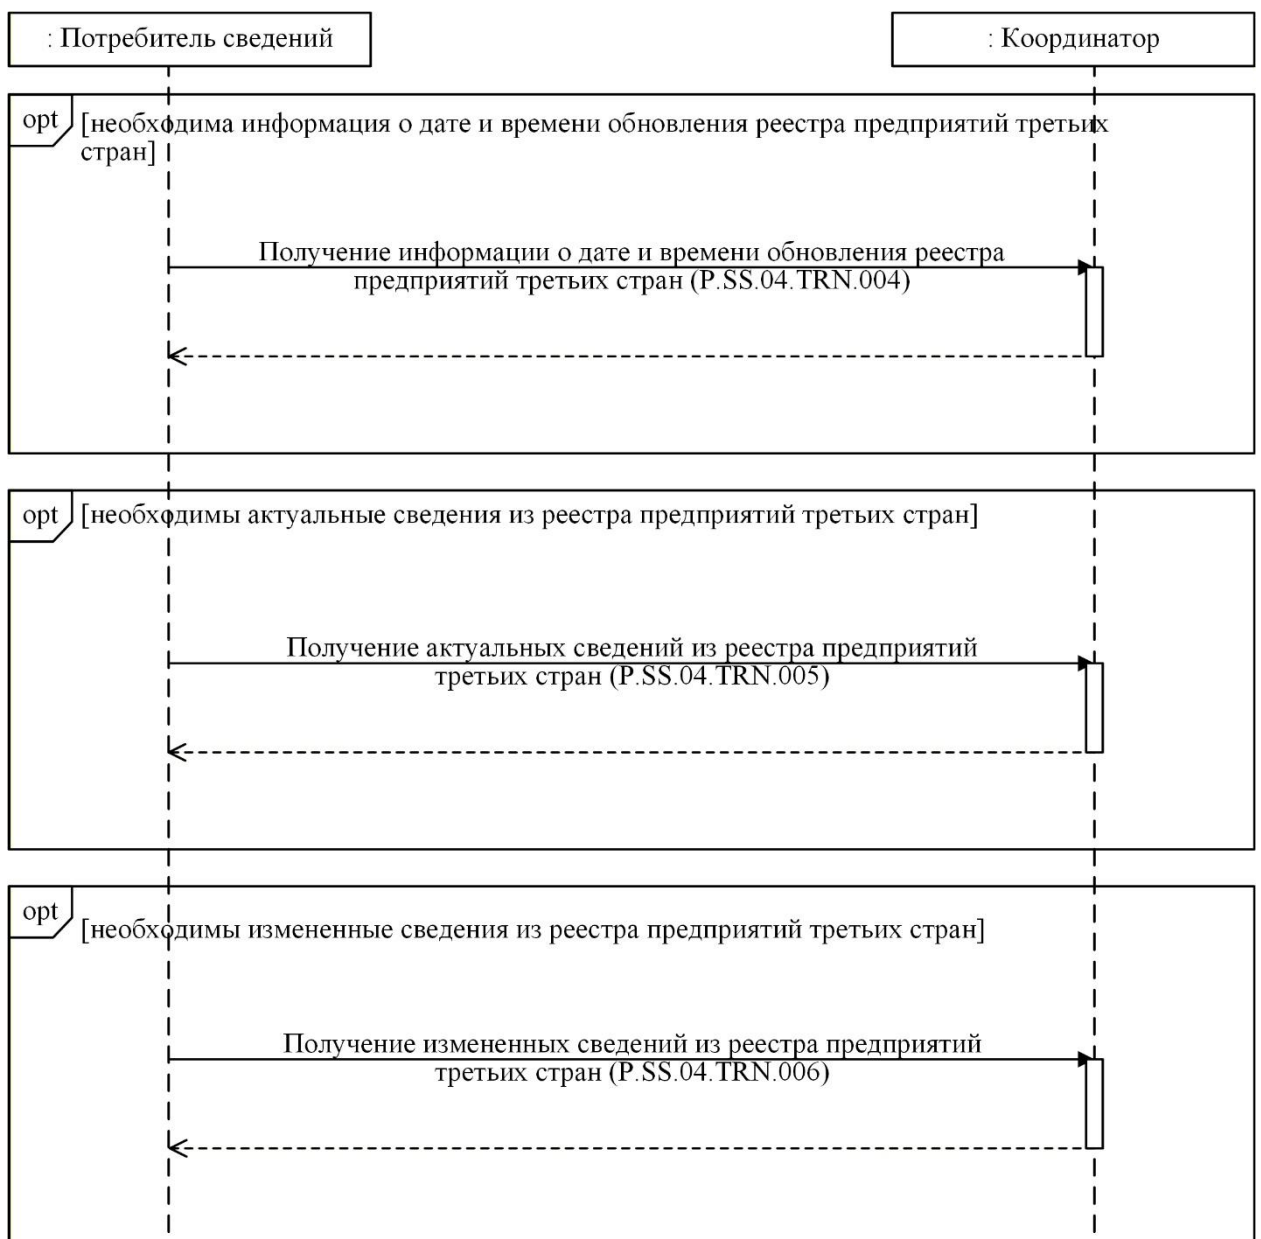 : Потребитель сведений
: Координатор
opt
[необходима информация о дате и времени обновления реестра предприятий третьих
стран]
Получение информации о дате и времени обновления реестра
предприятий третьих стран (P.SS.04.TRN.004)
opt
[необходимы актуальные сведения из реестра предприятий третьих стран]
Получение актуальных сведений из реестра предприятий
третьих стран (P.SS.04.TRN.005)
opt
[необходимы измененные сведения из реестра предприятий третьих стран]
Получение измененных сведений из реестра предприятий
третьих стран (P.SS.04.TRN.006)